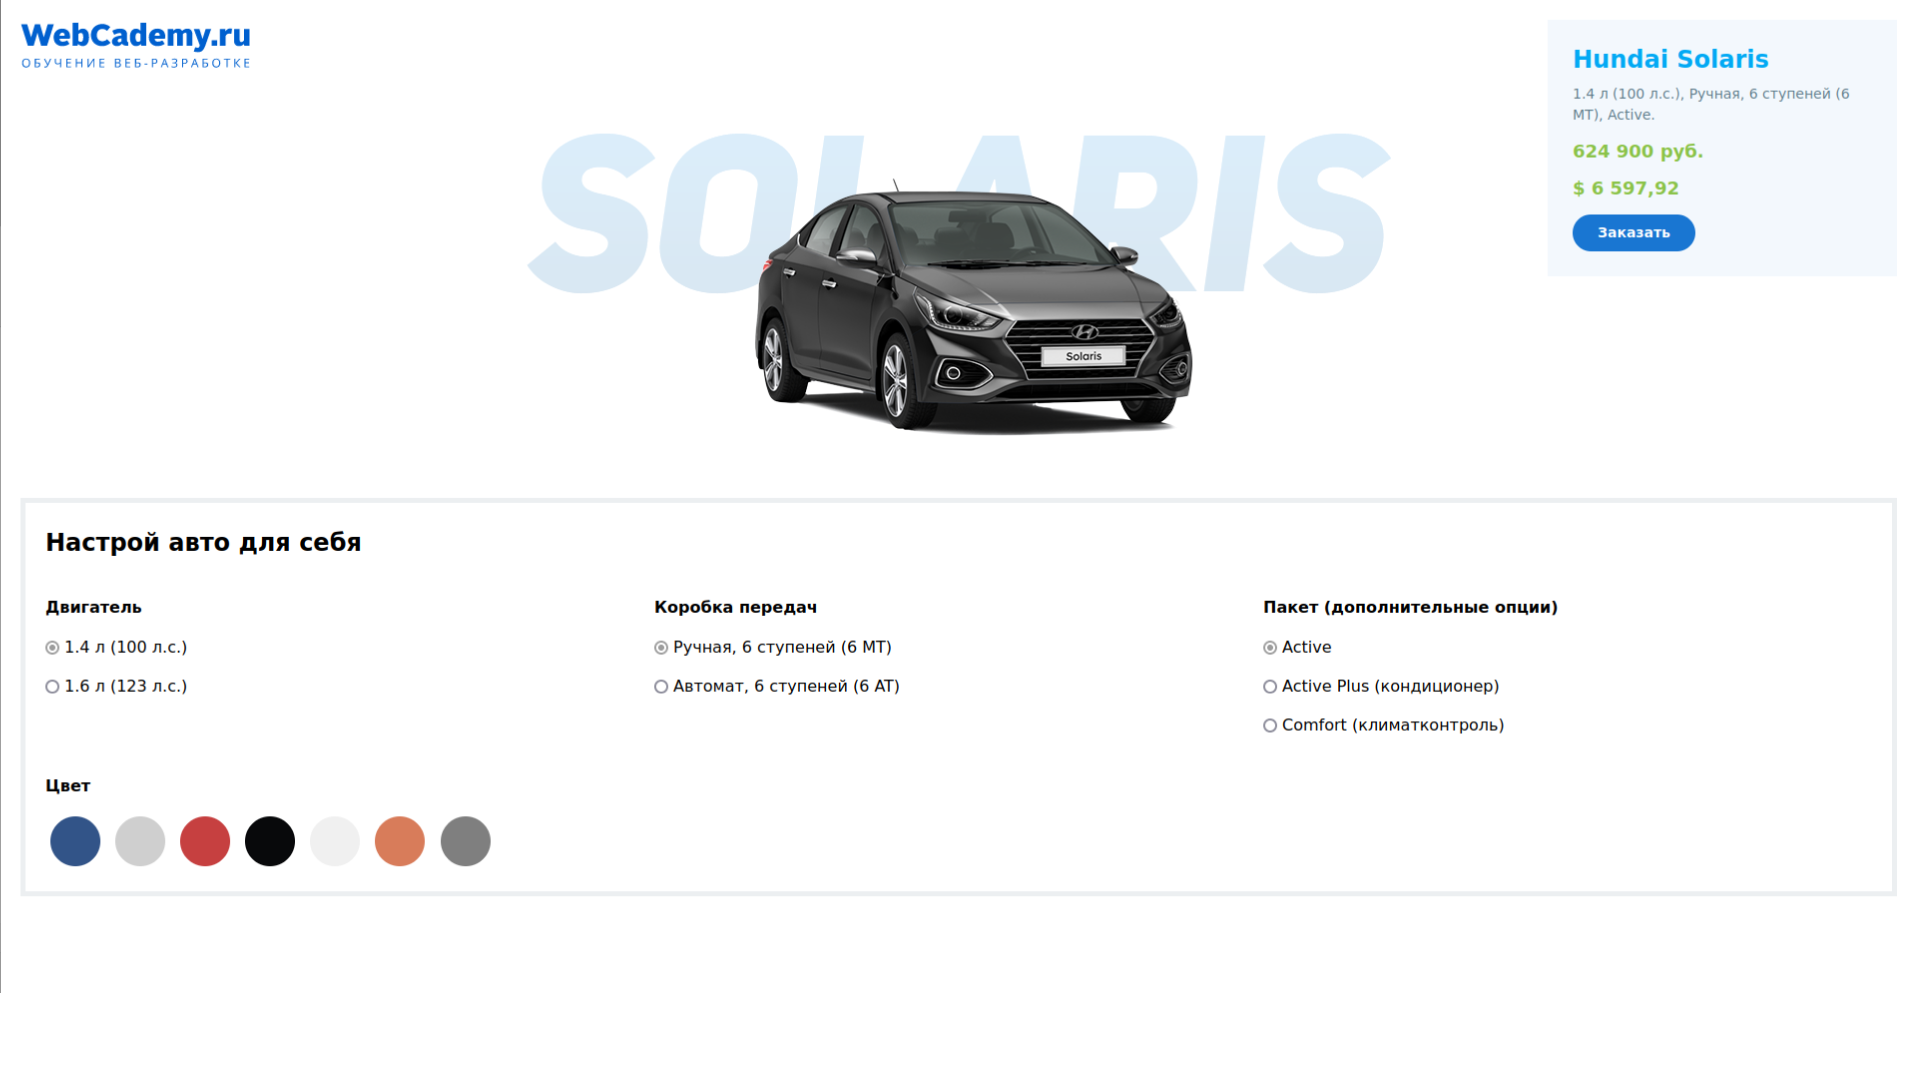 WebCademy.ru
ОБУЧЕНИЕ ВЕБ-РАЗРАБОТКЕ
Hundai Solaris
1.4 л (100 л.с.), Ручная, 6 ступеней (6
MT), Active.
624 900 руб.
$ 6 597,92
Заказать
SOLARIS
Solaris
Настрой авто для себя
Двигатель
1.4 л (100 л.с.)
1.6 л (123 л.с.)
Коробка передач
Ручная, 6 ступеней (6 МТ)
Автомат, 6 ступеней (6 АТ)
Пакет (дополнительные опции)
Active
Active Plus (кондиционер)
Comfort (климатконтроль)
Цвет